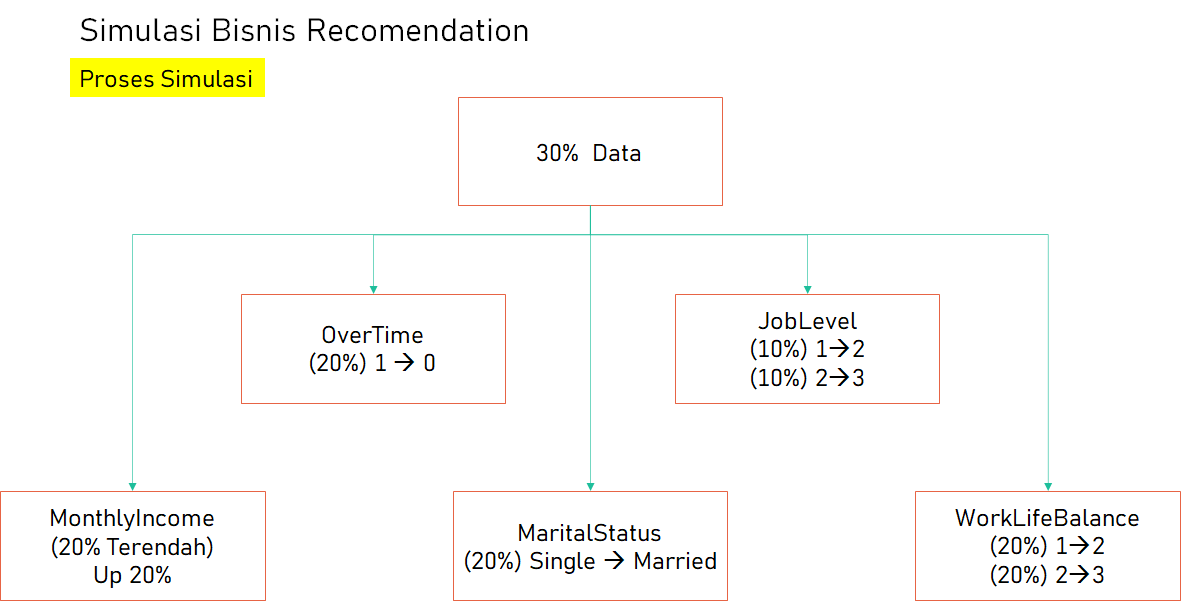 Simulasi Bisnis Recomendation
Proses Simulasi
30% Data
OverTime
(20%) 1 → 0
JobLevel
(10%) 1→2
(10%) 2→3
MonthlyIncome
(20% Terendah)
Up 20%
MaritalStatus
(20%) Single → Married
WorkLifeBalance
(20%) 1→2
(20%) 2→3